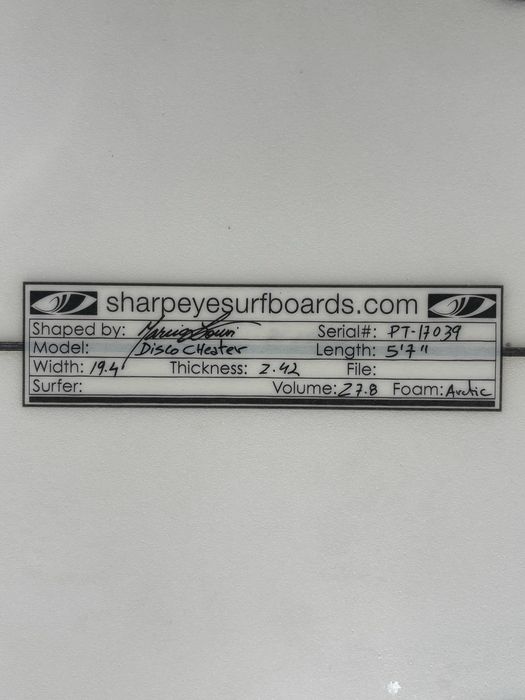 sharpeyesurfboards.com
Shaped by: Serial#: PT-17039
Model: Disco CHeater Length: 5'7"
Width: 19.4 Thickness: 2.42 File:
Surfer: Volume: 27.8 Foam: Arctic